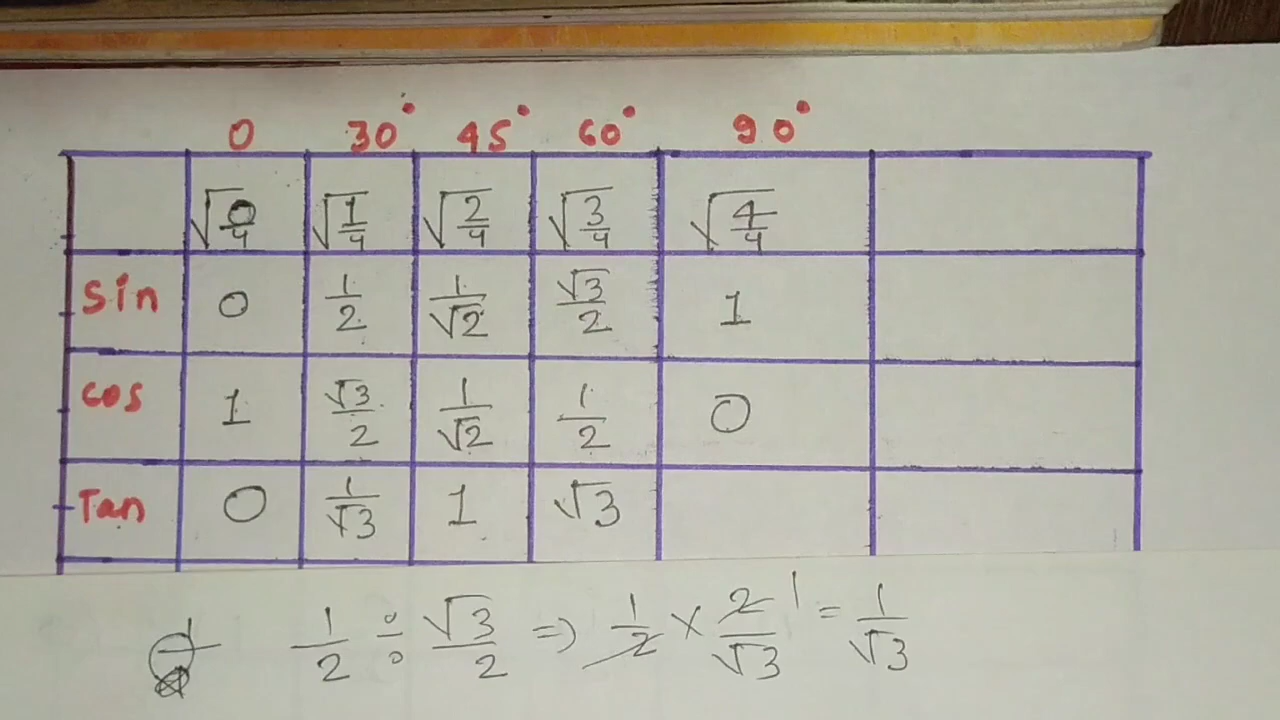 0 30° 45° 60° 90°
√0/4 √1/4 √2/4 √3/4 √4/4
Sin 0 1/2 1/√2 √3/2 1
cos 1 √3/2 1/√2 1/2 0
Tan 0 1/√3 1 √3
1/2 ÷ √3/2 => 1/2 × 2/√3 1 = 1/√3